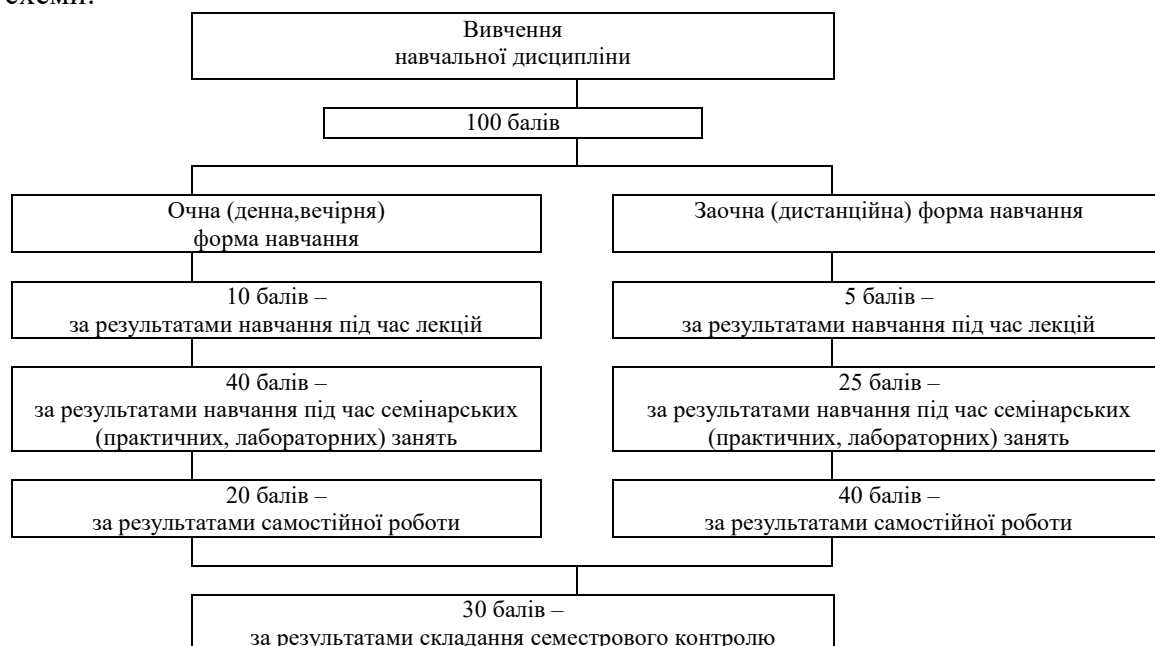 схеми:
Вивчення
навчальної дисципліни
100 балів
Очна (денна,вечірня)
форма навчання
Заочна (дистанційна) форма навчання
10 балів –
за результатами навчання під час лекцій
5 балів –
за результатами навчання під час лекцій
40 балів –
за результатами навчання під час семінарських
(практичних, лабораторних) занять
25 балів –
за результатами навчання під час семінарських
(практичних, лабораторних) занять
20 балів –
за результатами самостійної роботи
40 балів –
за результатами самостійної роботи
30 балів –
за результатами складання семестрового контролю